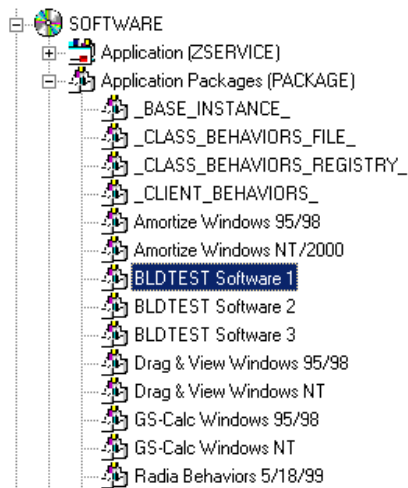 SOFTWARE
Application (ZSERVICE)
Application Packages (PACKAGE)
_BASE_INSTANCE_
_CLASS_BEHAVIORS_FILE_
_CLASS_BEHAVIORS_REGISTRY_
_CLIENT_BEHAVIORS_
Amortize Windows 95/98
Amortize Windows NT/2000
BLDTEST Software 1
BLDTEST Software 2
BLDTEST Software 3
Drag & View Windows 95/98
Drag & View Windows NT
GS-Calc Windows 95/98
GS-Calc Windows NT
Radia Behaviors 5/18/99